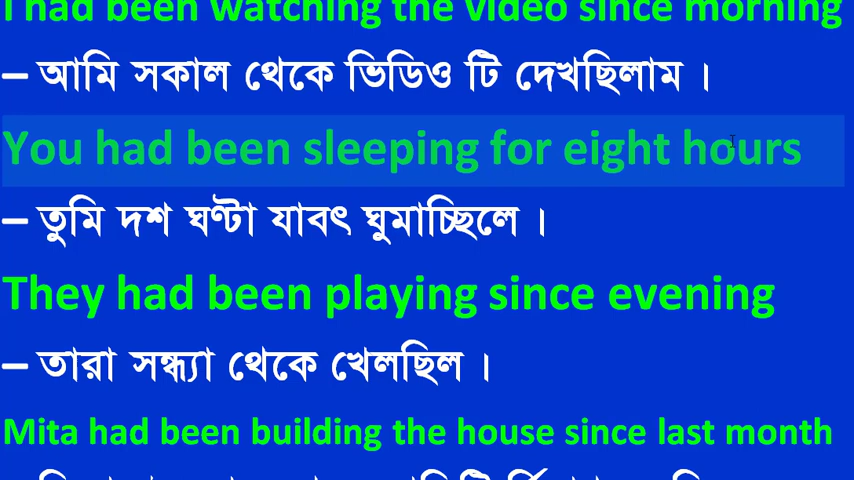 I had been watching the video since morning
– আমি সকাল থেকে ভিডিও টি দেখছিলাম ।
You had been sleeping for eight hours
– তুমি দশ ঘণ্টা যাবৎ ঘুমাচ্ছিলে ।
They had been playing since evening
– তারা সন্ধ্যা থেকে খেলছিল ।
Mita had been building the house since last month